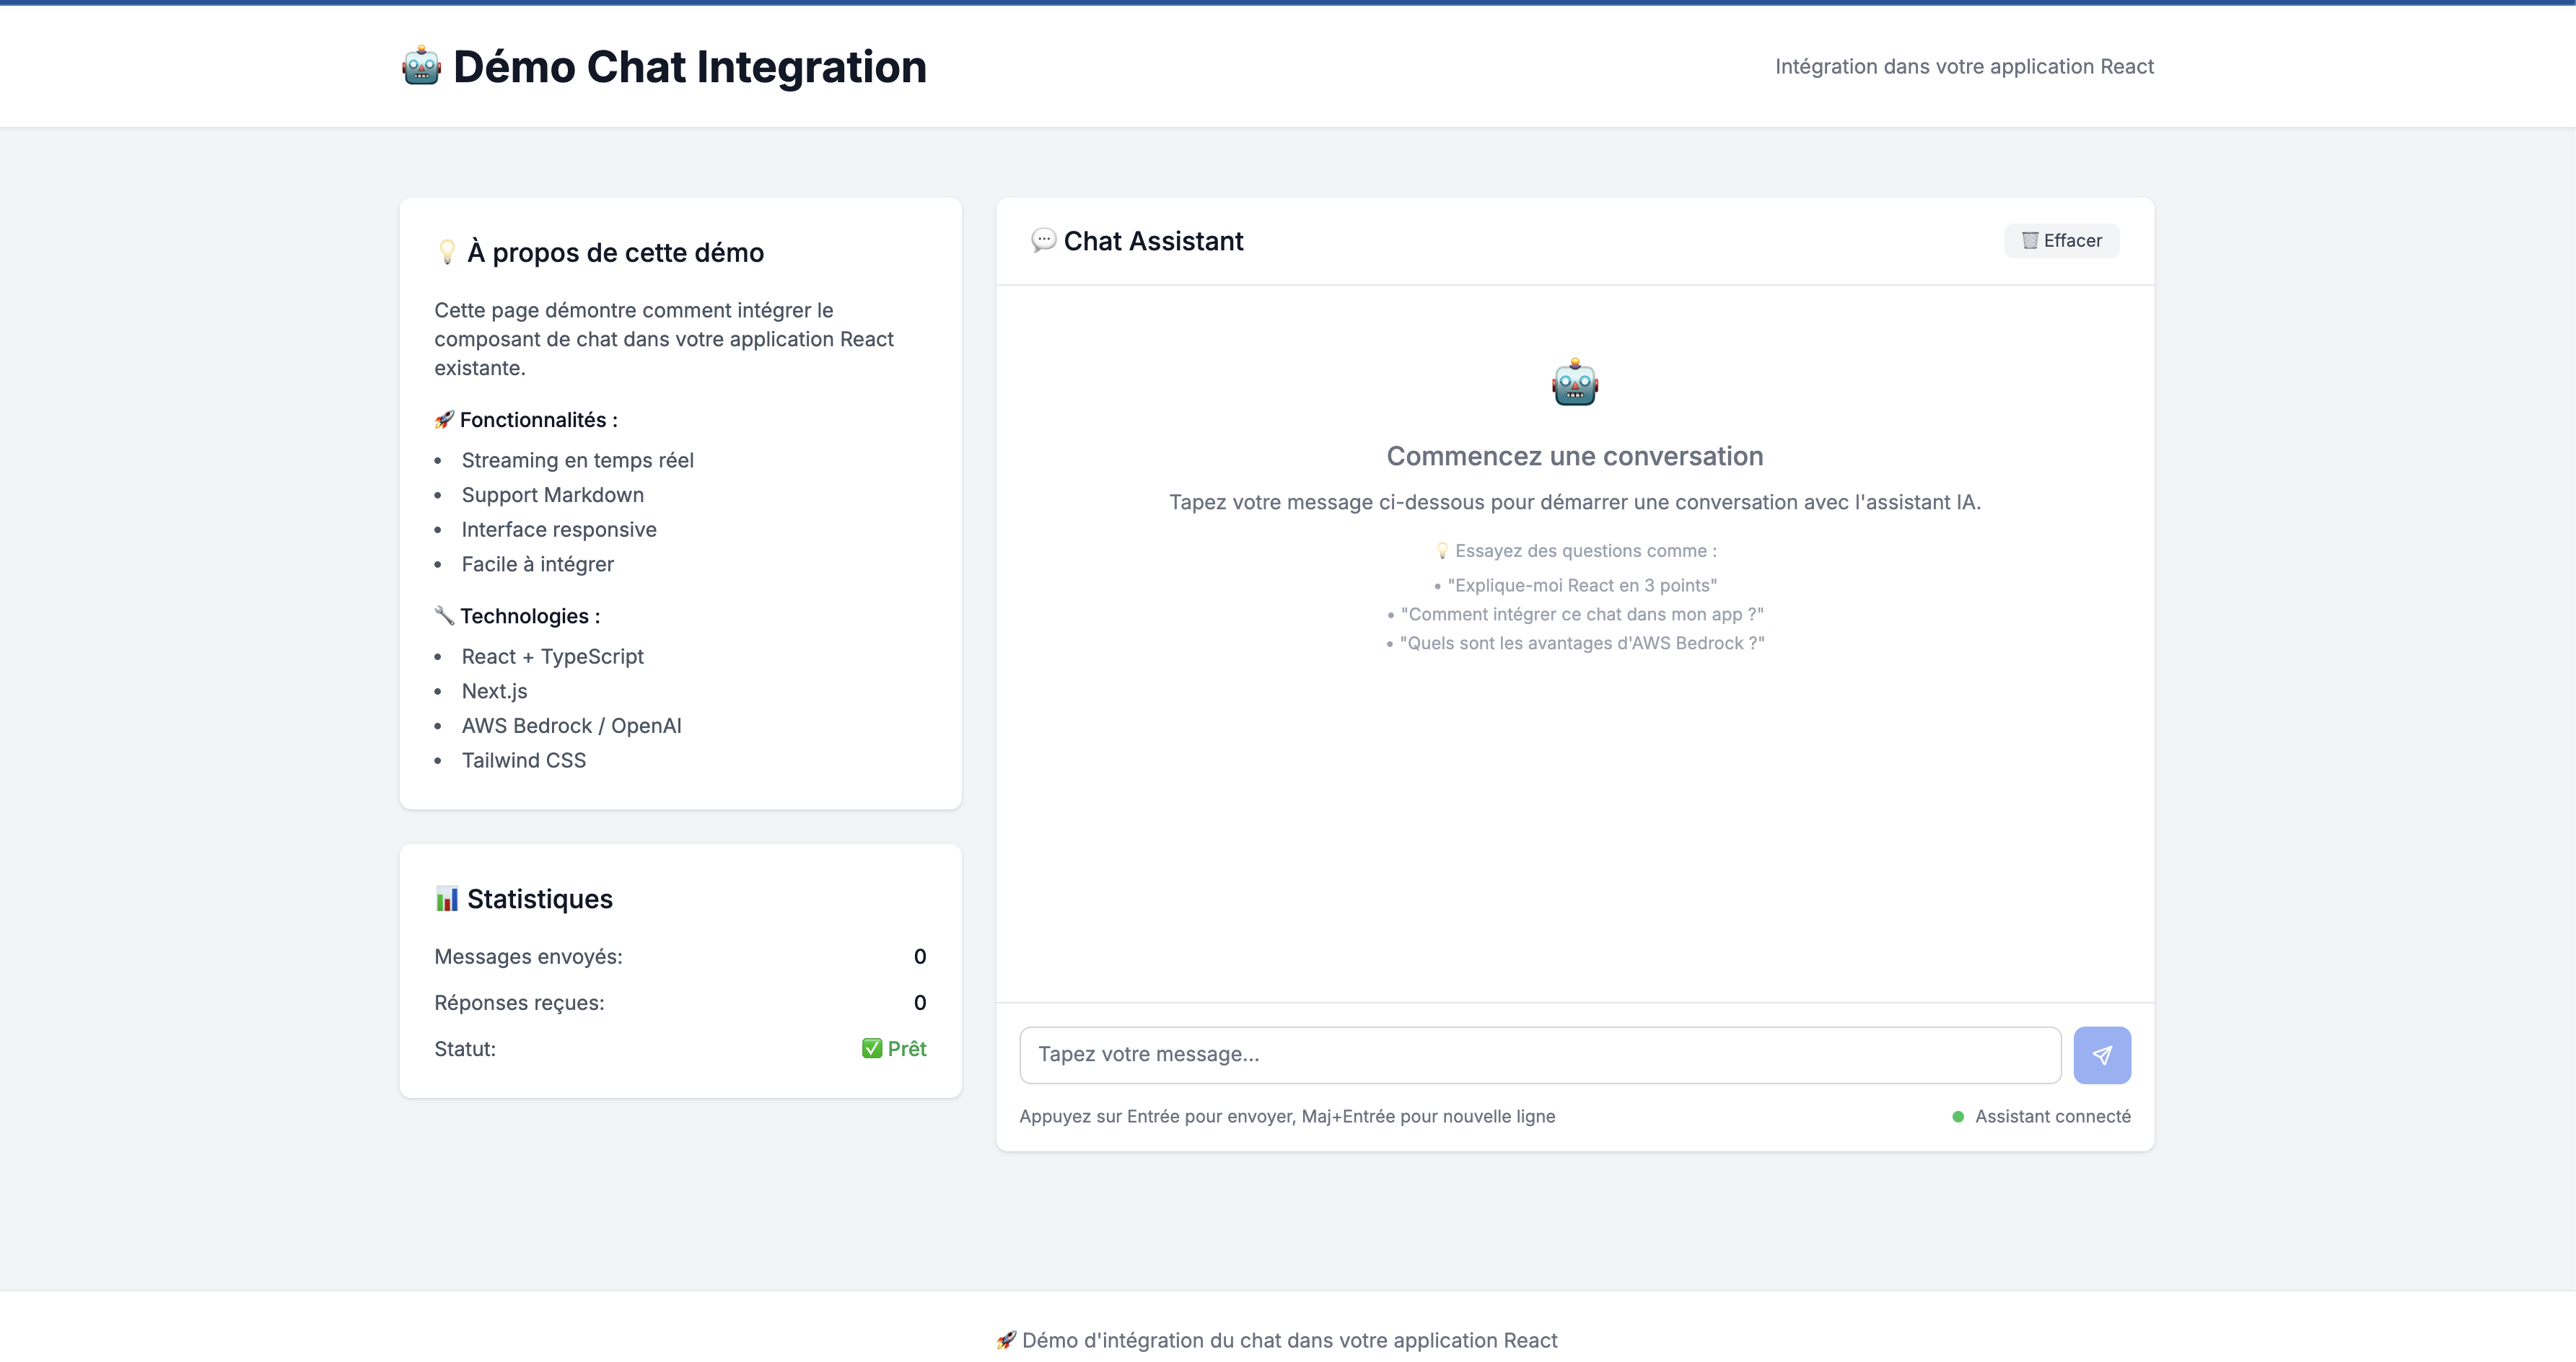 🤖 Démo Chat Integration
Intégration dans votre application React
💡 À propos de cette démo
Cette page démontre comment intégrer le
composant de chat dans votre application React
existante.
🚀 Fonctionnalités :
• Streaming en temps réel
• Support Markdown
• Interface responsive
• Facile à intégrer
🔧 Technologies :
• React + TypeScript
• Next.js
• AWS Bedrock / OpenAI
• Tailwind CSS
📊 Statistiques
Messages envoyés: 0
Réponses reçues: 0
Statut: ✅ Prêt
💬 Chat Assistant
🗑️ Effacer
🤖
Commencez une conversation
Tapez votre message ci-dessous pour démarrer une conversation avec l'assistant IA.
💡 Essayez des questions comme :
• "Explique-moi React en 3 points"
• "Comment intégrer ce chat dans mon app ?"
• "Quels sont les avantages d'AWS Bedrock ?"
Tapez votre message...
Appuyez sur Entrée pour envoyer, Maj+Entrée pour nouvelle ligne
Assistant connecté
🚀 Démo d'intégration du chat dans votre application React